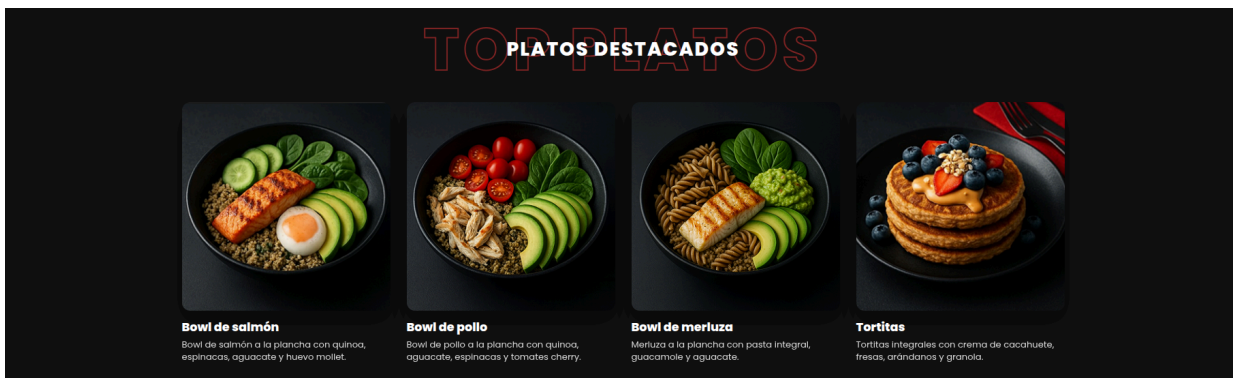 TOP PLATOS
PLATOS DESTACADOS
Bowl de salmón
Bowl de salmón a la plancha con quinoa,
espinacas, aguacate y huevo mollet.
Bowl de pollo
Bowl de pollo a la plancha con quinoa,
aguacate, espinacas y tomates cherry.
Bowl de merluza
Merluza a la plancha con pasta integral,
guacamole y aguacate.
Tortitas
Tortitas integrales con crema de cacahuete,
fresas, arándanos y granola.